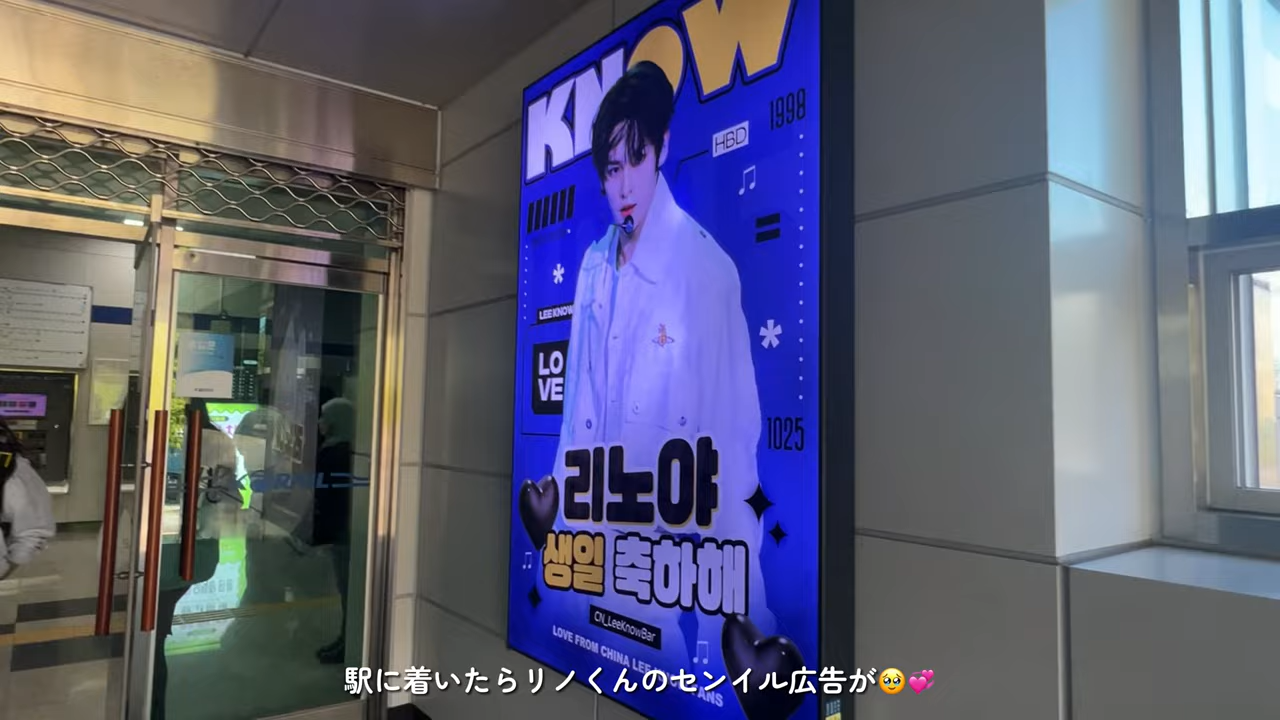 KNOW
1998
HBD
LEE KNOW
LO
VE
1025
리노야
생일 축하해
CN_LeeKnowBar
LOVE FROM CHINA LEE
駅に着いたらリノくんのセンイル広告が🥹💞